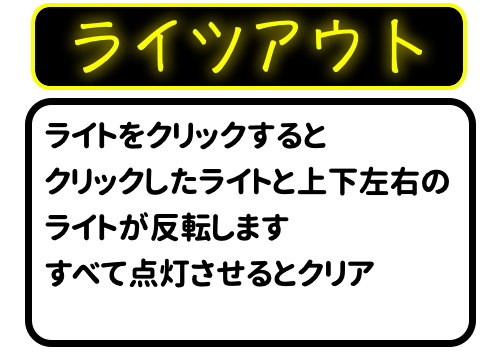 ライツアウト
ライトをクリックすると
クリックしたライトと上下左右の
ライトが反転します
すべて点灯させるとクリア